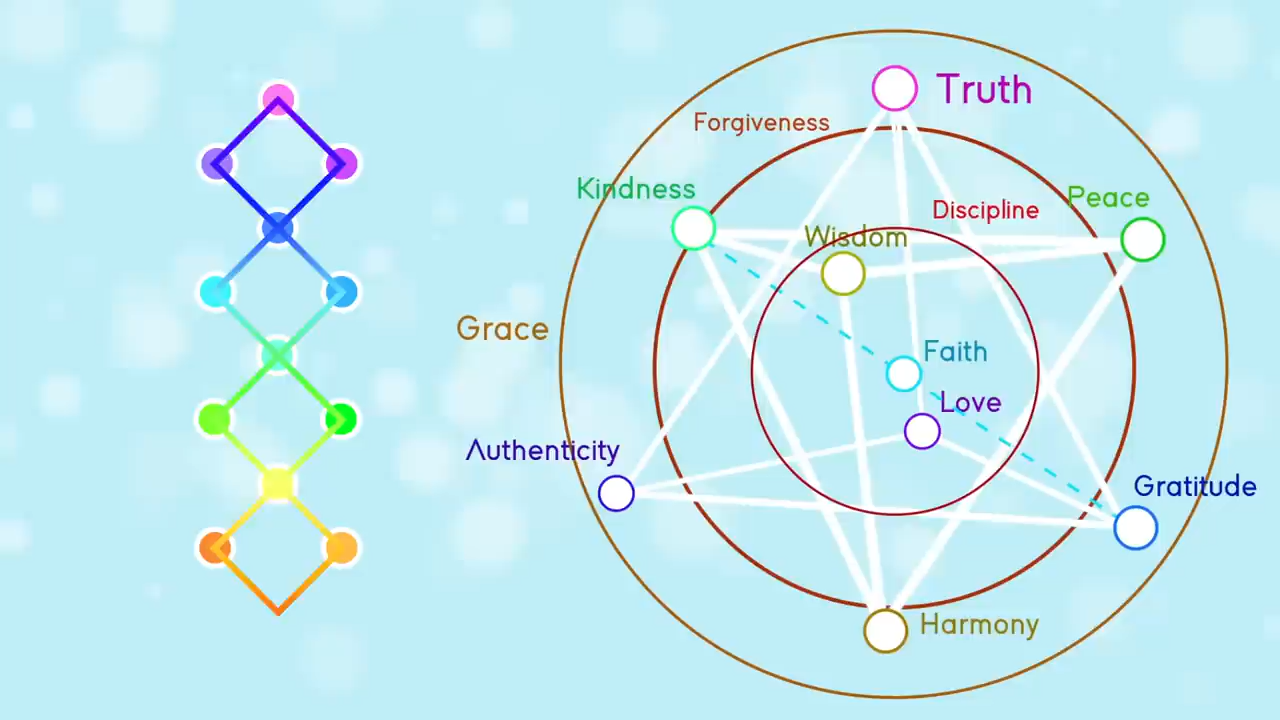 Truth
Forgiveness
Kindness
Peace
Discipline
Wisdom
Grace
Faith
Love
Authenticity
Gratitude
Harmony